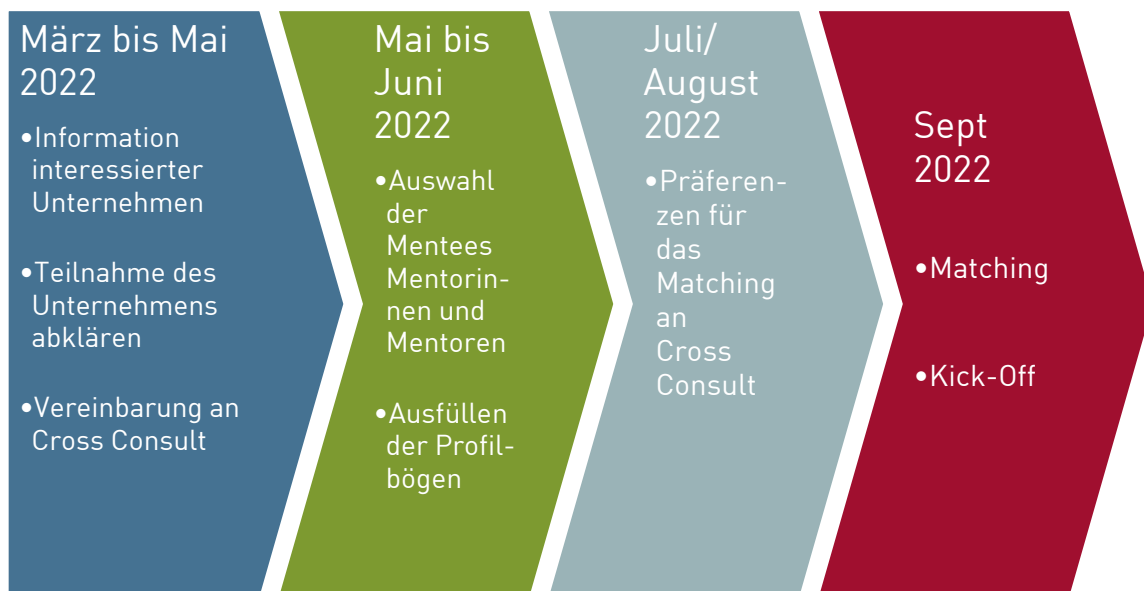 März bis Mai
2022
•Information
interessierter
Unternehmen
•Teilnahme des
Unternehmens
abklären
•Vereinbarung an
Cross Consult
Mai bis
Juni
2022
•Auswahl
der
Mentees
Mentorin-
nen und
Mentoren
•Ausfüllen
der Profil-
bögen
Juli/
August
2022
•Präferen-
zen für
das
Matching
an
Cross
Consult
Sept
2022
•Matching
•Kick-Off